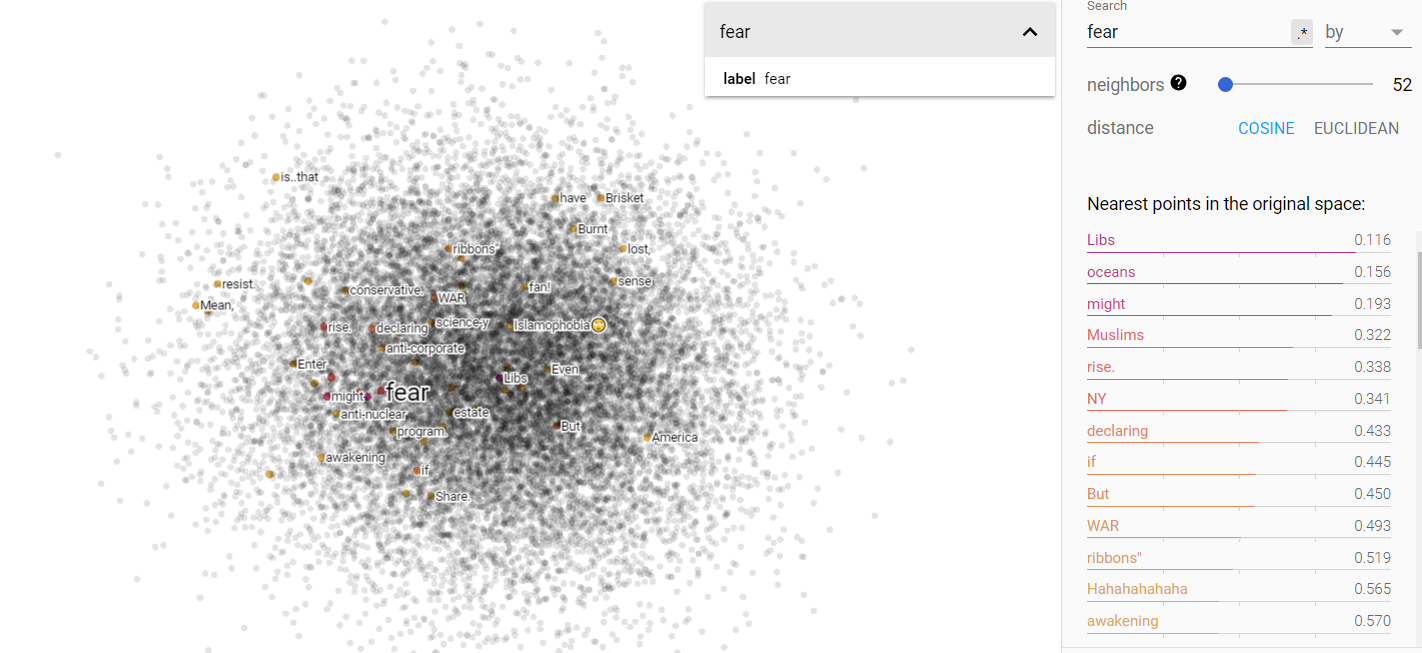 fear
label fear
is..that
have
Brisket
Burnt
ribbons"
lost,
resist.
conservative.
WAR
fan!
sense
Mean,
rise.
declaring
science-y
Islamophobia🙄
anti-corporate
Enter
Libs
Even
might
fear
anti-nuclear
estate
program.
But
America
awakening
if
Share.
Search
fear
.*
by
neighbors ?
52
distance
COSINE
EUCLIDEAN
Nearest points in the original space:
Libs 0.116
oceans 0.156
might 0.193
Muslims 0.322
rise. 0.338
NY 0.341
declaring 0.433
if 0.445
But 0.450
WAR 0.493
ribbons" 0.519
Hahahahahaha 0.565
awakening 0.570